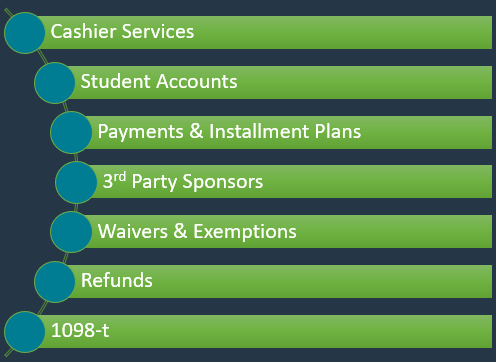 Cashier Services
Student Accounts
Payments & Installment Plans
3rd Party Sponsors
Waivers & Exemptions
Refunds
1098-t